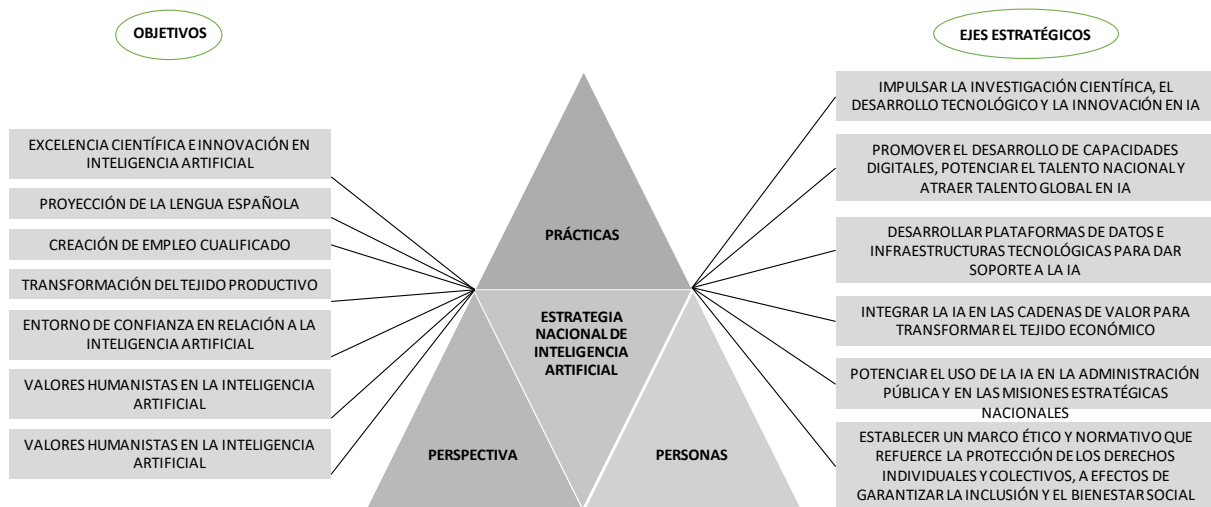 OBJETIVOS
EXCELENCIA CIENTÍFICA E INNOVACIÓN EN
INTELIGENCIA ARTIFICIAL
PROYECCIÓN DE LA LENGUA ESPAÑOLA
CREACIÓN DE EMPLEO CUALIFICADO
TRANSFORMACIÓN DEL TEJIDO PRODUCTIVO
ENTORNO DE CONFIANZA EN RELACIÓN A LA
INTELIGENCIA ARTIFICIAL
VALORES HUMANISTAS EN LA INTELIGENCIA
ARTIFICIAL
VALORES HUMANISTAS EN LA INTELIGENCIA
ARTIFICIAL
PRÁCTICAS
ESTRATEGIA
NACIONAL DE
INTELIGENCIA
ARTIFICIAL
PERSPECTIVA
PERSONAS
EJES ESTRATÉGICOS
IMPULSAR LA INVESTIGACIÓN CIENTÍFICA, EL
DESARROLLO TECNOLÓGICO Y LA INNOVACIÓN EN IA
PROMOVER EL DESARROLLO DE CAPACIDADES
DIGITALES, POTENCIAR EL TALENTO NACIONAL Y
ATRAER TALENTO GLOBAL EN IA
DESARROLLAR PLATAFORMAS DE DATOS E
INFRAESTRUCTURAS TECNOLÓGICAS PARA DAR
SOPORTE A LA IA
INTEGRAR LA IA EN LAS CADENAS DE VALOR PARA
TRANSFORMAR EL TEJIDO ECONÓMICO
POTENCIAR EL USO DE LA IA EN LA ADMINISTRACIÓN
PÚBLICA Y EN LAS MISIONES ESTRATÉGICAS
NACIONALES
ESTABLECER UN MARCO ÉTICO Y NORMATIVO QUE
REFUERCE LA PROTECCIÓN DE LOS DERECHOS
INDIVIDUALES Y COLECTIVOS, A EFECTOS DE
GARANTIZAR LA INCLUSIÓN Y EL BIENESTAR SOCIAL